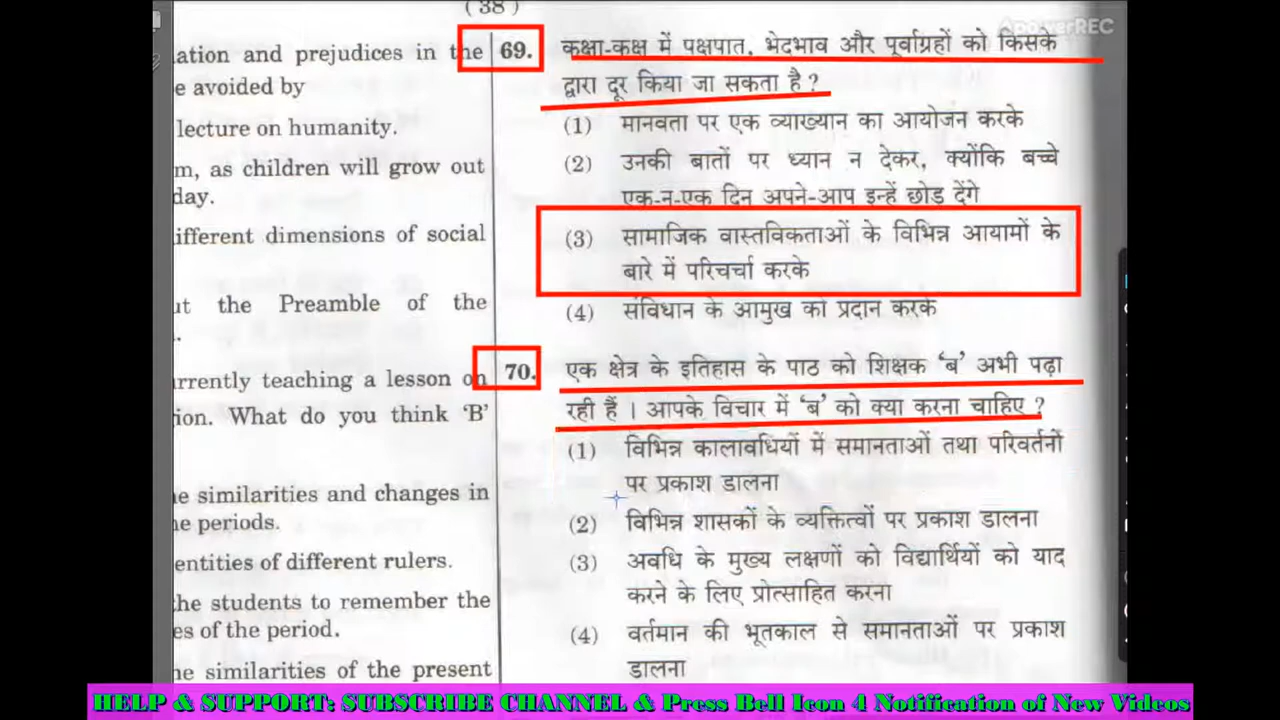 ( 38 )
ApowerREC
ation and prejudices in the
e avoided by
lecture on humanity.
m, as children will grow out
day.
ifferent dimensions of social
ut the Preamble of the
rrently teaching a lesson on
ion. What do you think 'B'
e similarities and changes in
e periods.
entities of different rulers.
he students to remember the
es of the period.
e similarities of the present
69. कक्षा-कक्ष में पक्षपात, भेदभाव और पूर्वाग्रहों को किसके
द्वारा दूर किया जा सकता है ?
(1) मानवता पर एक व्याख्यान का आयोजन करके
(2) उनकी बातों पर ध्यान न देकर, क्योंकि बच्चे
एक-न-एक दिन अपने-आप इन्हें छोड़ देंगे
(3) सामाजिक वास्तविकताओं के विभिन्न आयामों के
बारे में परिचर्चा करके
(4) संविधान के आमुख को प्रदान करके
70. एक क्षेत्र के इतिहास के पाठ को शिक्षक 'ब' अभी पढ़ा
रही हैं । आपके विचार में 'ब' को क्या करना चाहिए ?
(1) विभिन्न कालावधियों में समानताओं तथा परिवर्तनों
पर प्रकाश डालना
(2) विभिन्न शासकों के व्यक्तित्वों पर प्रकाश डालना
(3) अवधि के मुख्य लक्षणों को विद्यार्थियों को याद
करने के लिए प्रोत्साहित करना
(4) वर्तमान की भूतकाल से समानताओं पर प्रकाश
डालना
HELP & SUPPORT: SUBSCRIBE CHANNEL & Press Bell Icon 4 Notification of New Videos